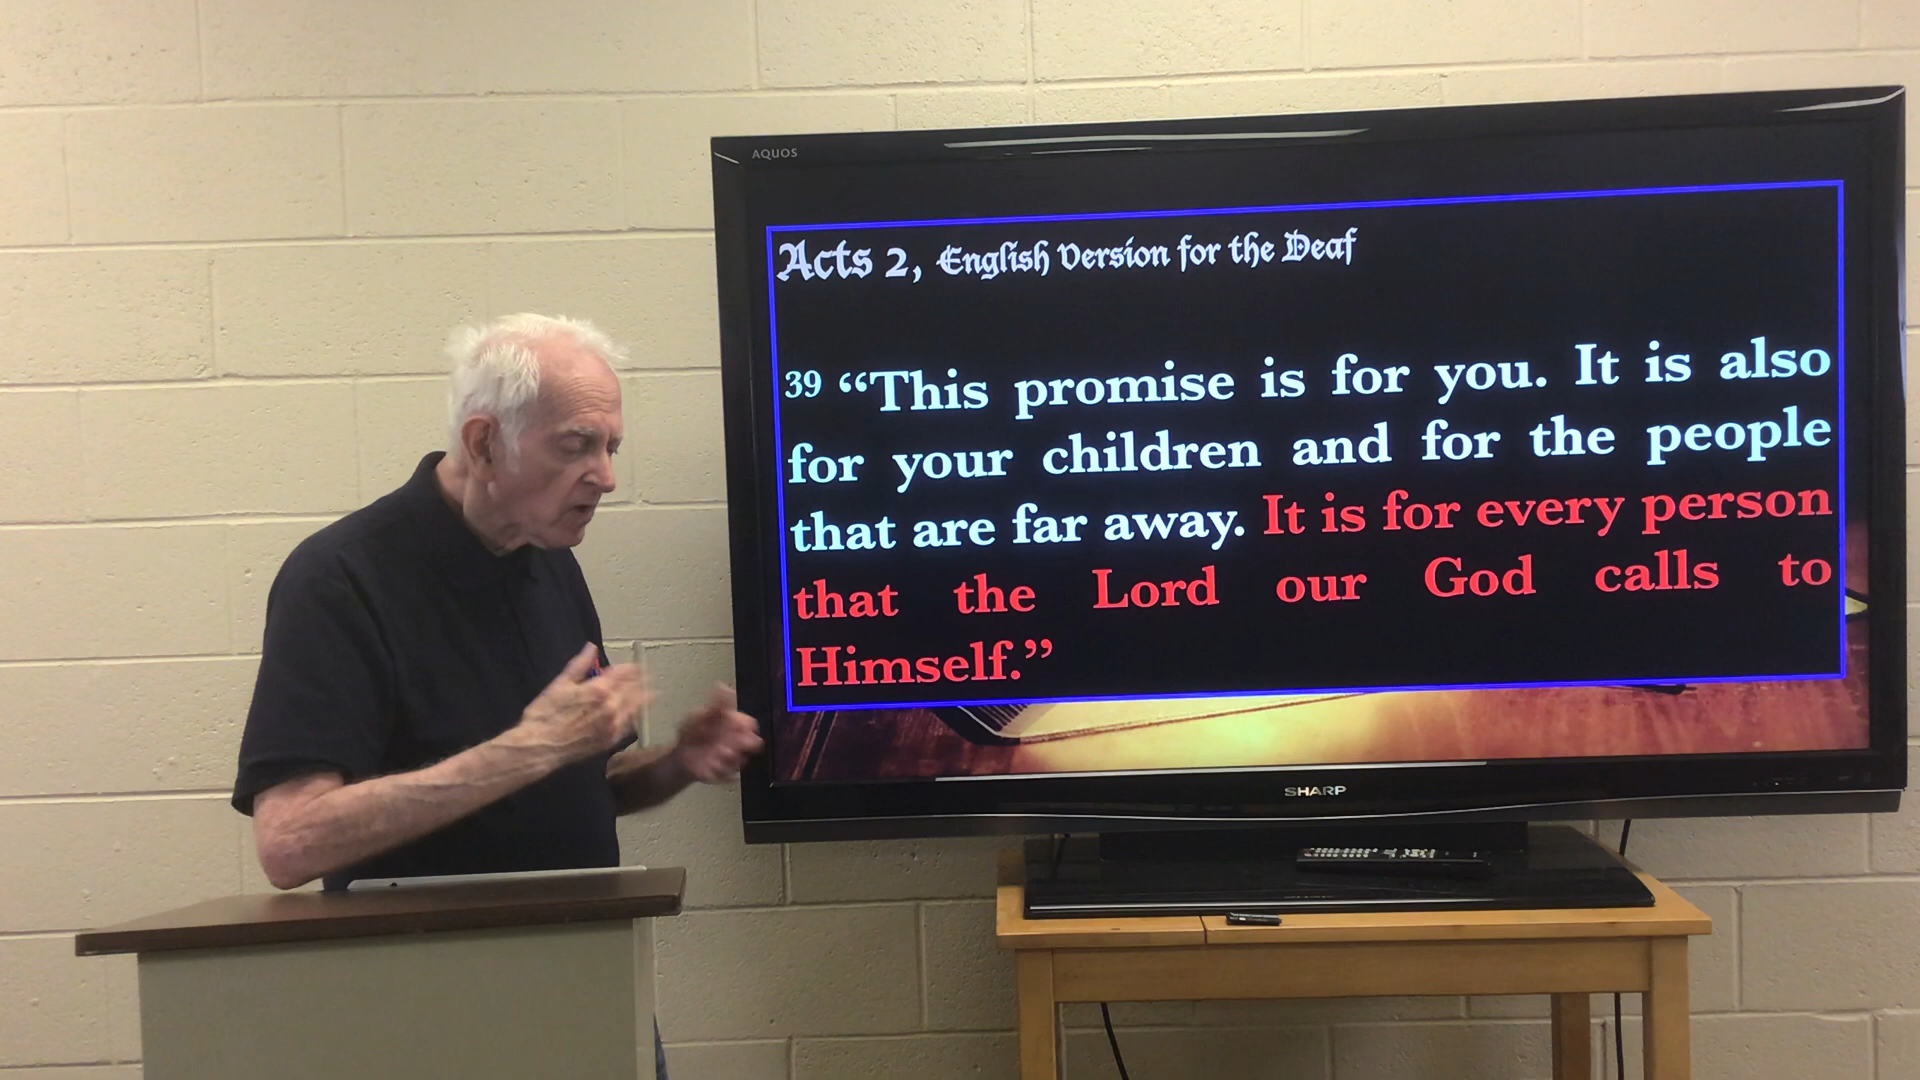 AQUOS
Acts 2, English Version for the Deaf
39 “This promise is for you. It is also
for your children and for the people
that are far away. It is for every person
that the Lord our God calls to
Himself.”
SHARP